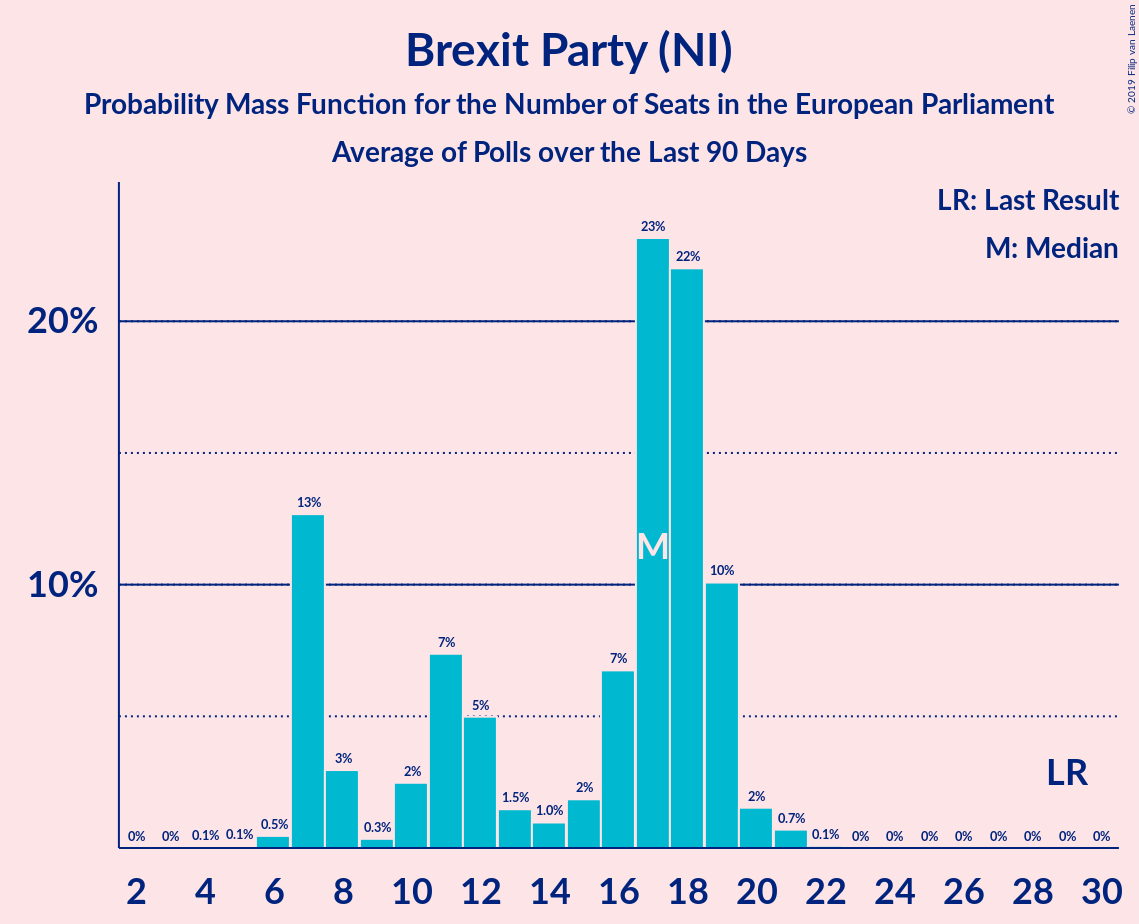 Brexit Party (NI)
Probability Mass Function for the Number of Seats in the European Parliament
Average of Polls over the Last 90 Days
© 2019 Filip van Laenen
LR: Last Result
M: Median
20%
10%
0% 0% 0.1% 0.1% 0.5% 13% 3% 0.3% 2% 7% 5% 1.5% 1.0% 2% 7% 23% 22% 10% 2% 0.7% 0.1% 0% 0% 0% 0% 0% 0% 0% 0%
M
LR
2 4 6 8 10 12 14 16 18 20 22 24 26 28 30